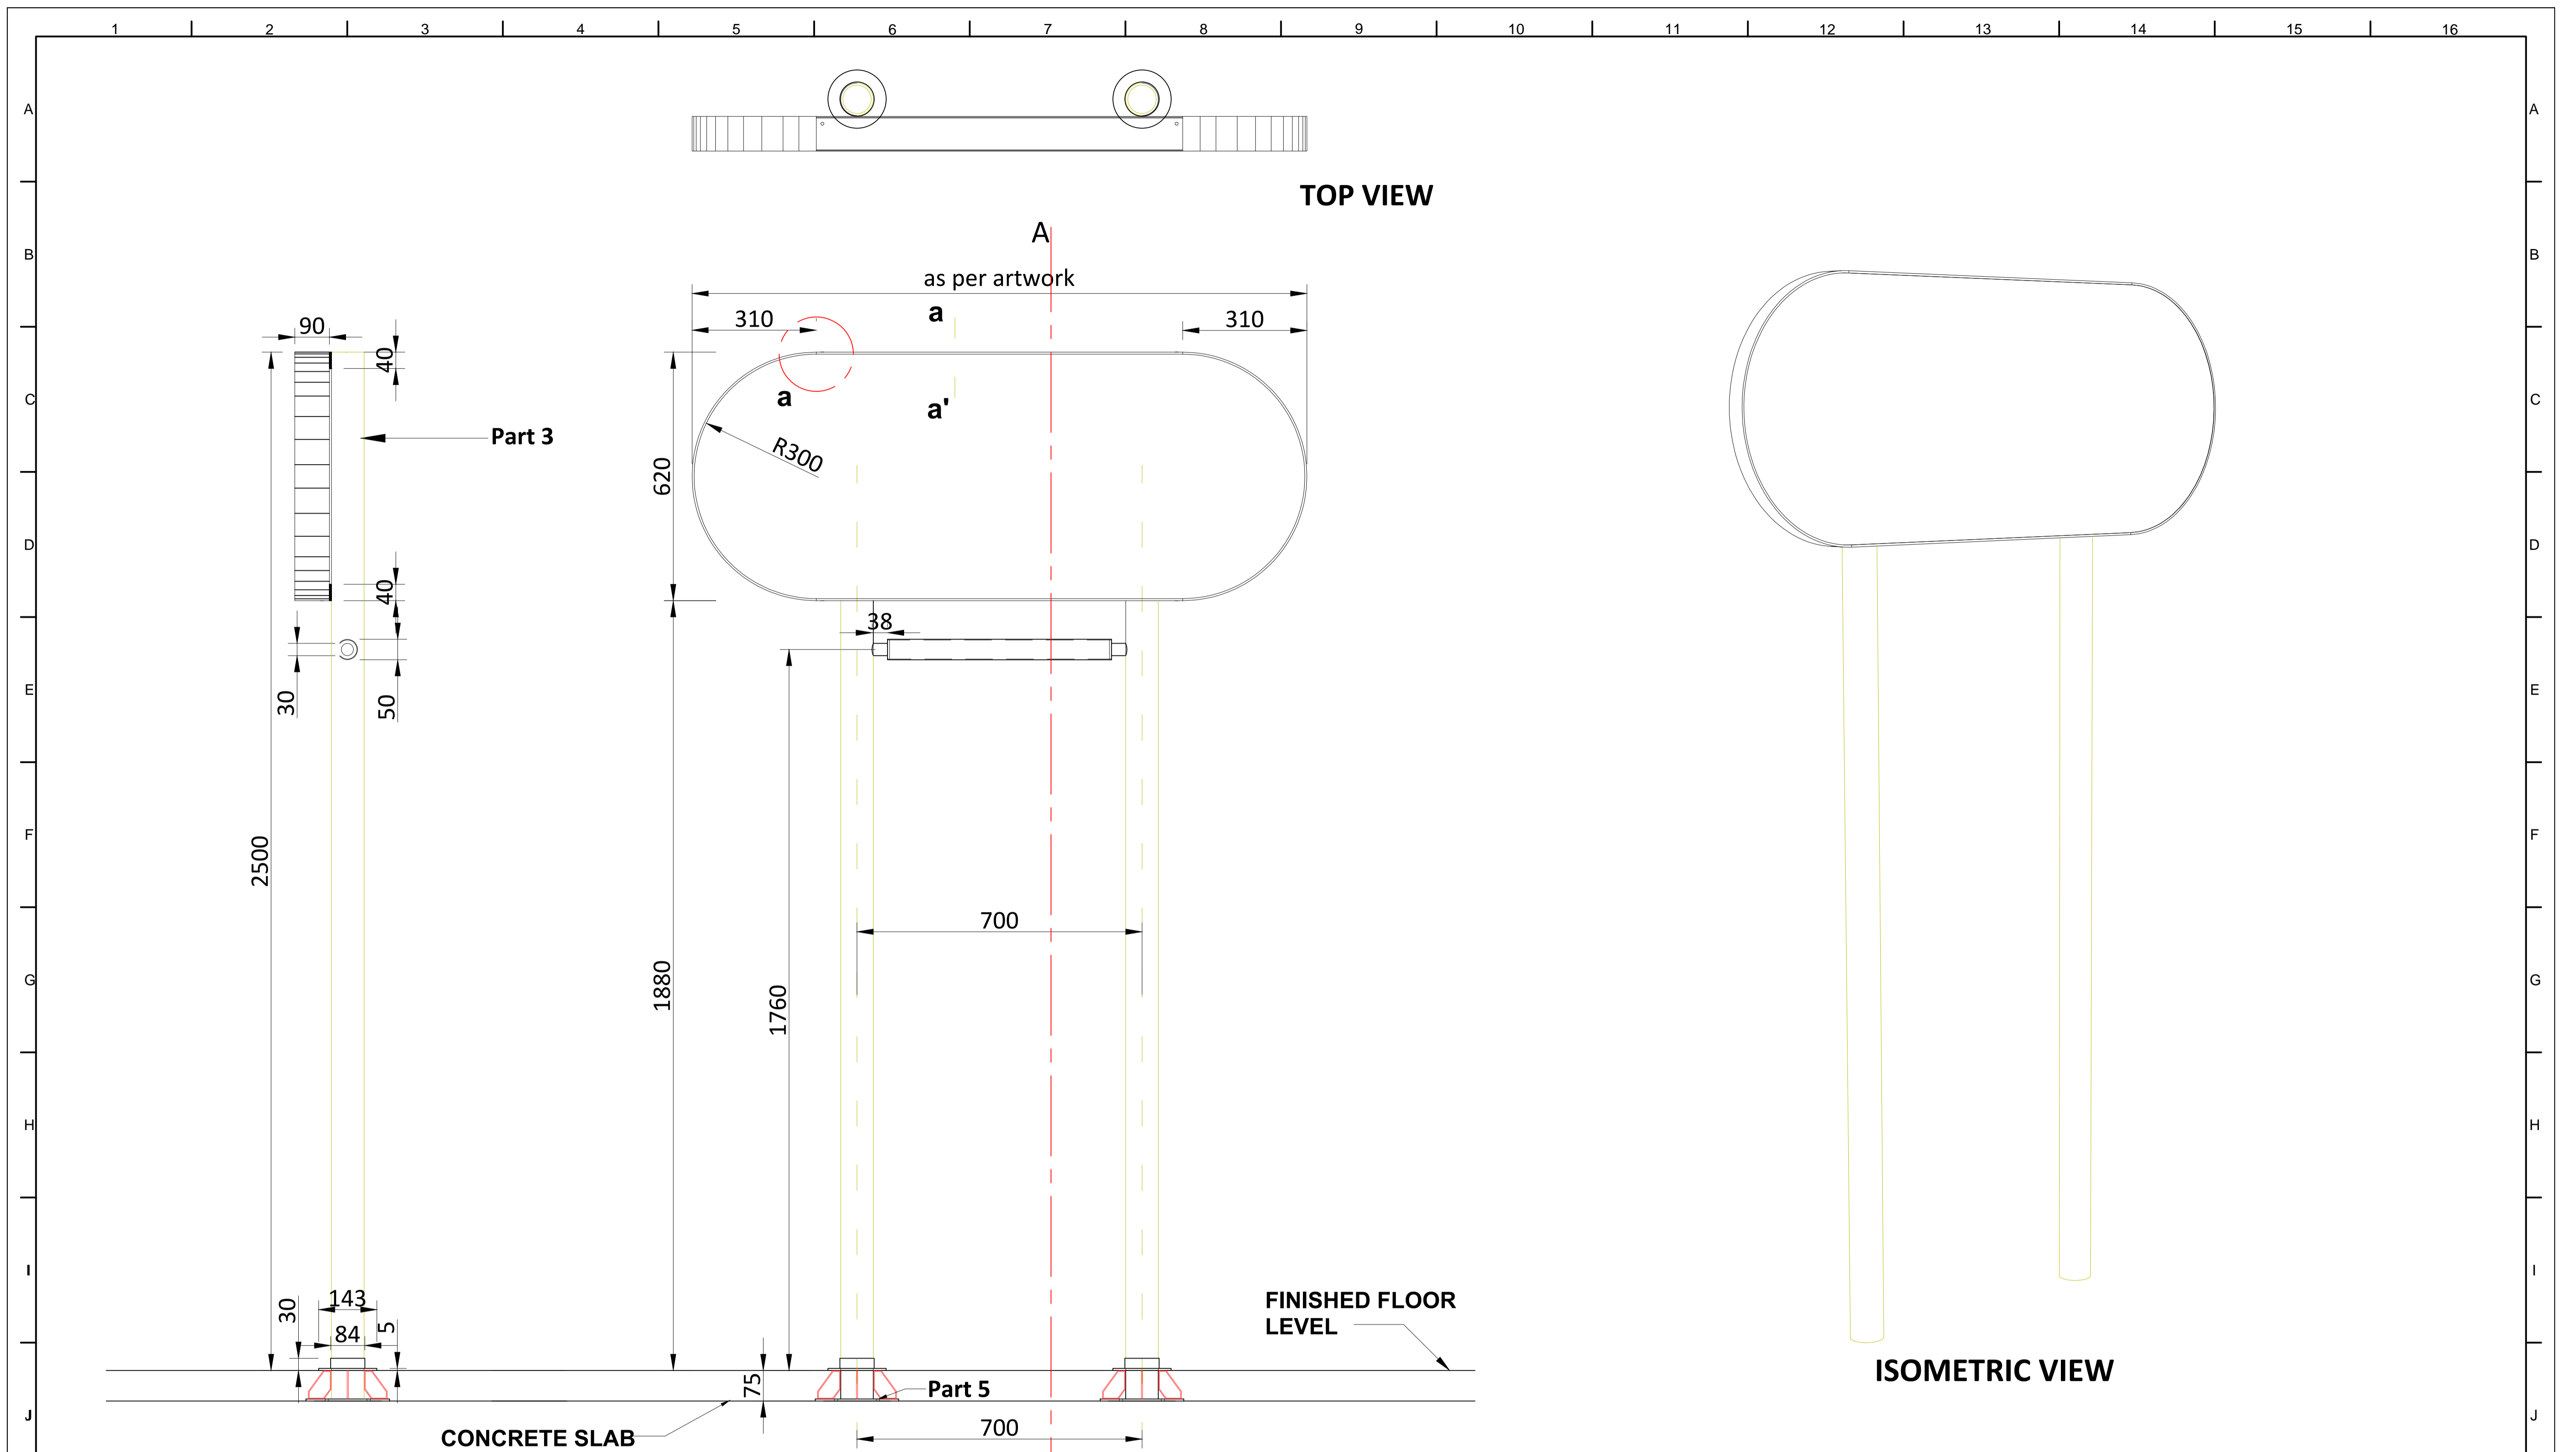 1 2 3 4 5 6 7 8 9 10 11 12 13 14 15 16
A A
TOP VIEW
A
B B
as per artwork
a
310 310
90
40
a
C C
a'
Part 3
R300
620
D D
40
38
30
50
E E
F F
2500
700
G G
1880
1760
H H
I I
143
30
5
84
FINISHED FLOOR
LEVEL
ISOMETRIC VIEW
75
Part 5
J J
700
CONCRETE SLAB